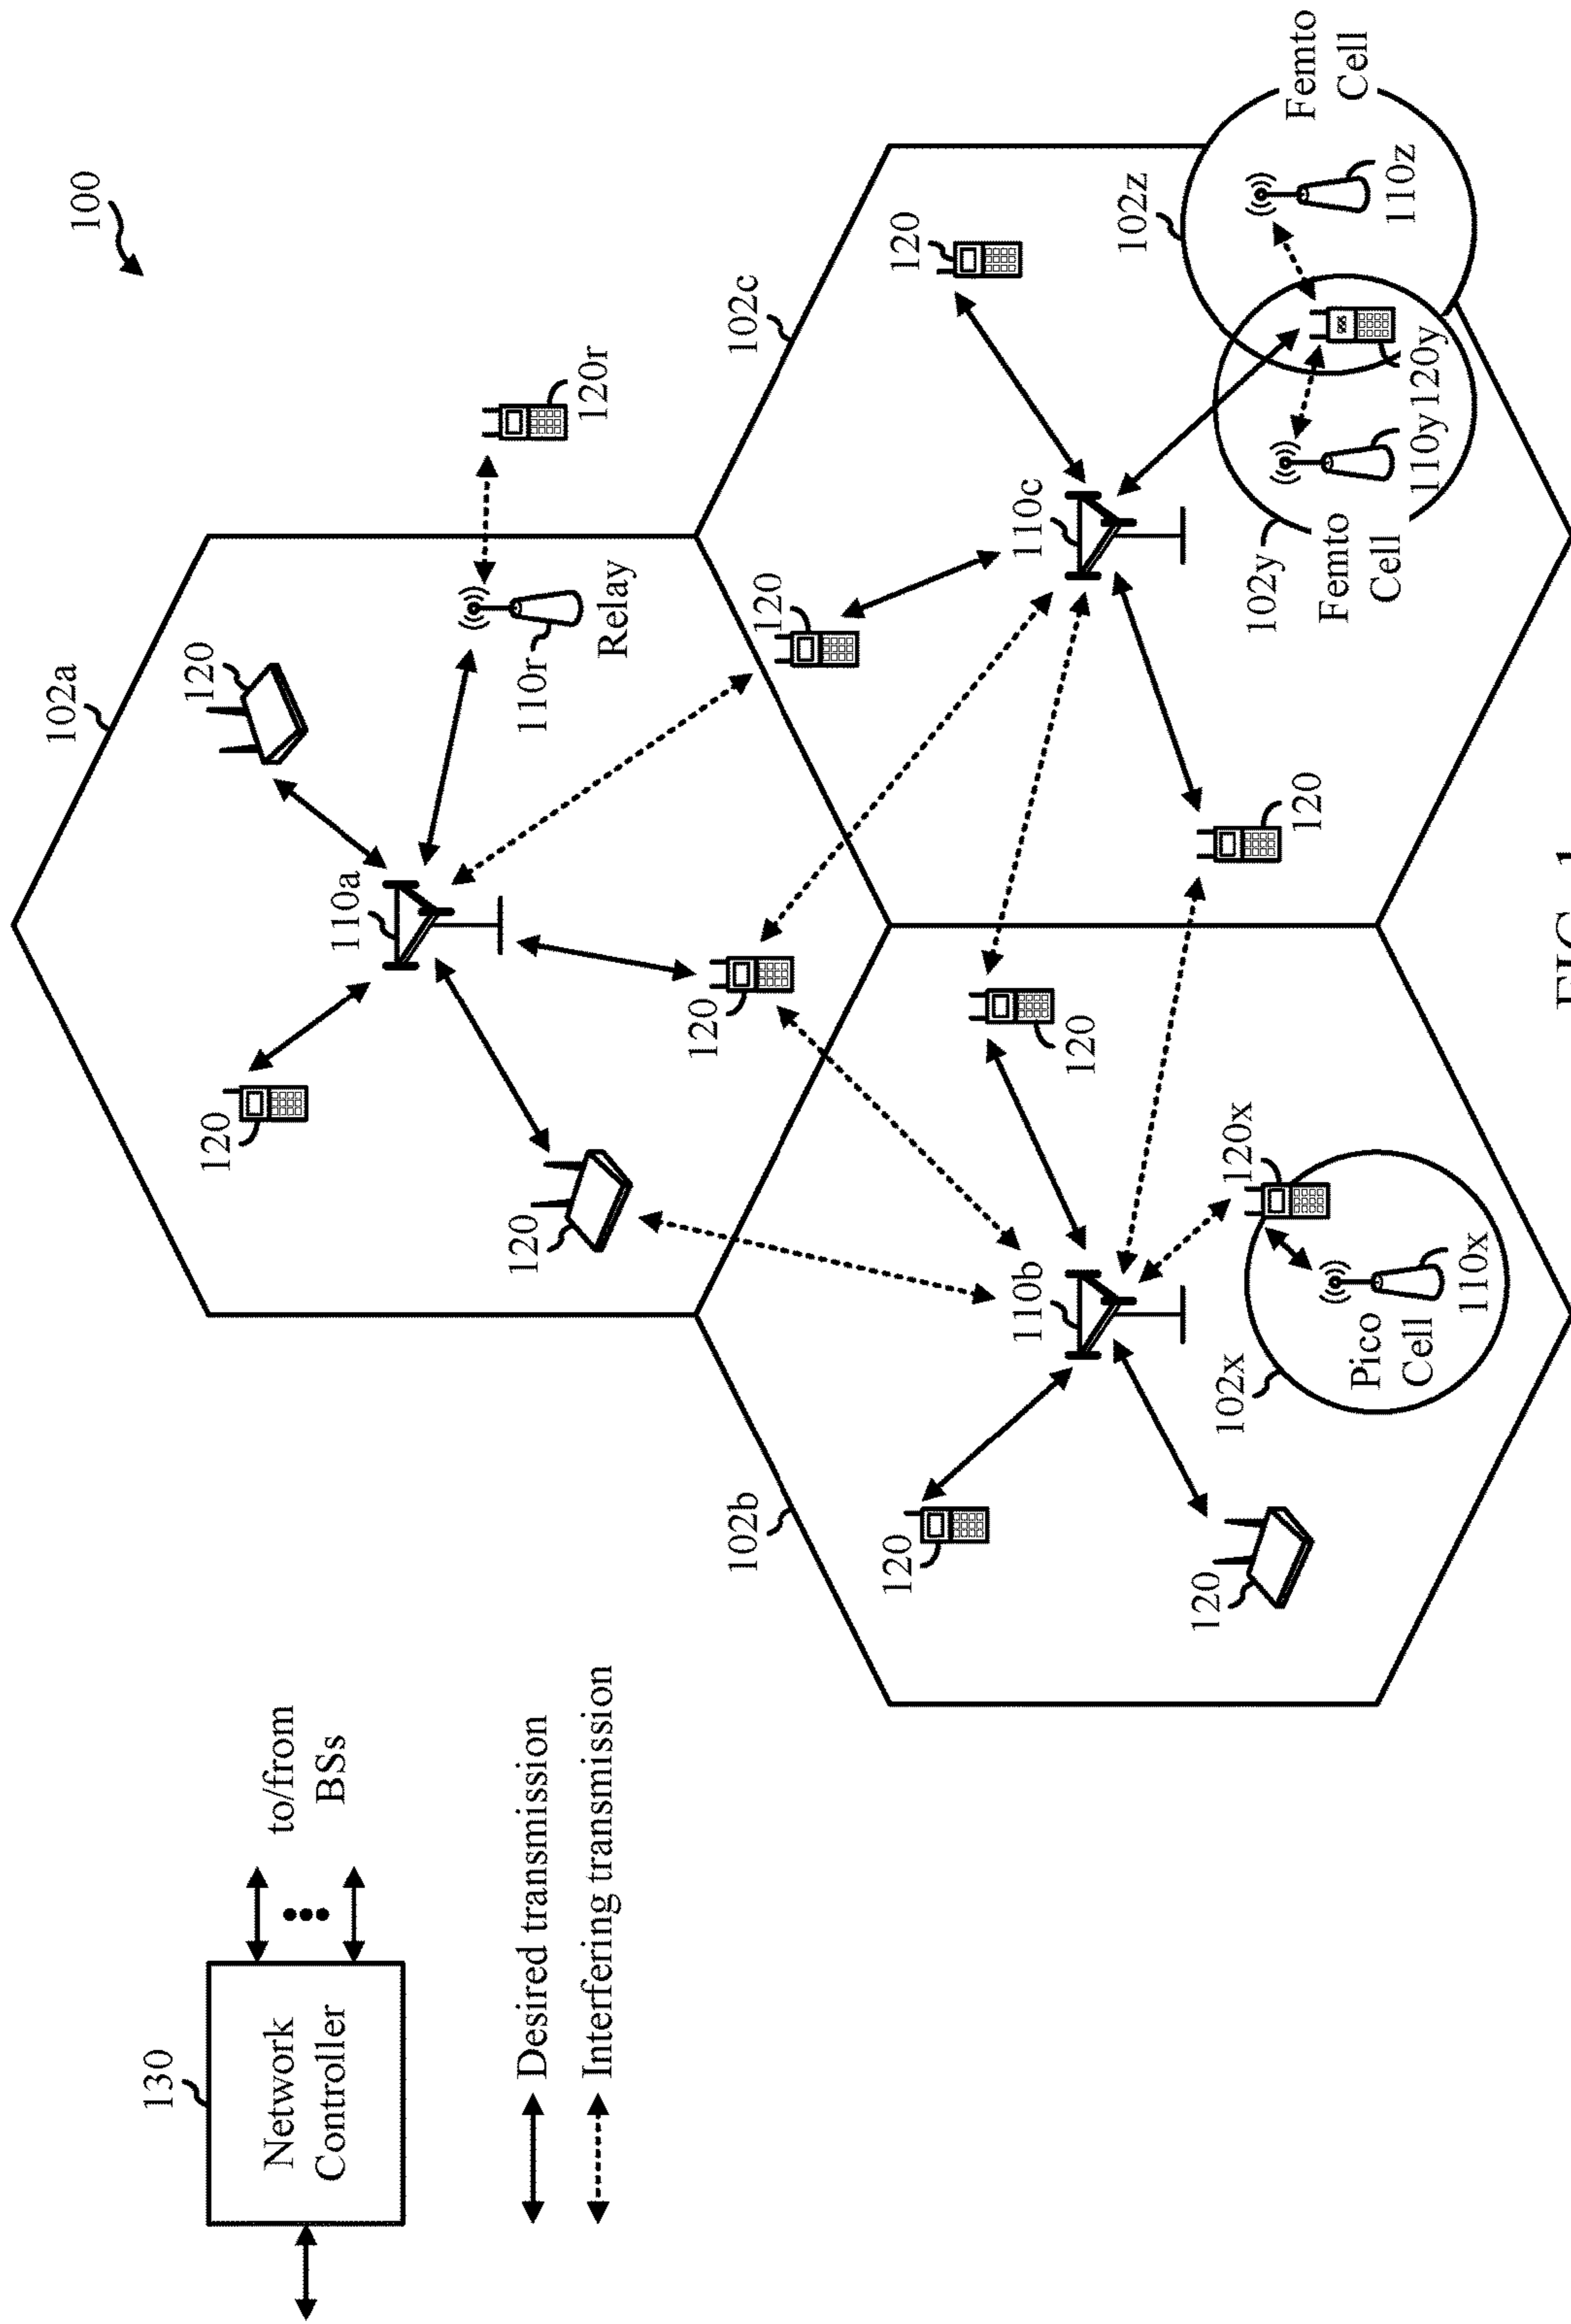 100
130
Network
Controller
to/from
BSs
Desired transmission
Interfering transmission
102a
120
120
110a
120
110r
Relay
120r
120
120
102b
120
110b
120
120
102x
Pico
Cell
110x
120x
120
102c
120
110c
120
102y
Femto
Cell
110y
120y
102z
110z
Femto
Cell